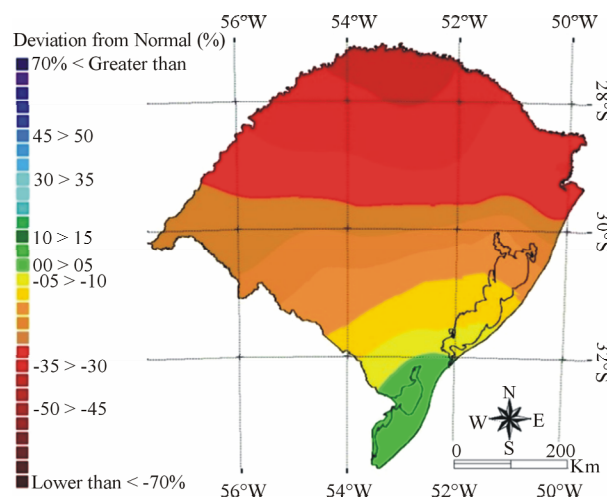 56°W 54°W 52°W 50°W
Deviation from Normal (%)
70% < Greater than
45 > 50
30 > 35
10 > 15
00 > 05
-05 > -10
-35 > -30
-50 > -45
Lower than < -70%
28°S
30°S
32°S
N
W E
S
0 200
Km
56°W 54°W 52°W 50°W